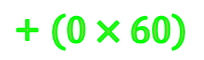 + (0 × 60)